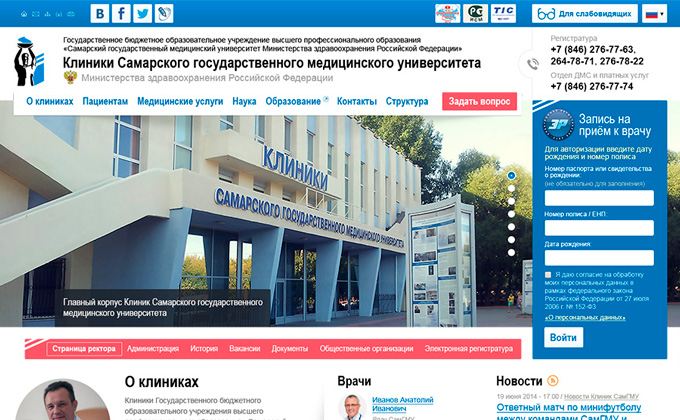 Для слабовидящих
Государственное бюджетное образовательное учреждение высшего профессионального образования
«Самарский государственный медицинский университет Министерства здравоохранения Российской Федерации»
Клиники Самарского государственного медицинского университета
Министерства здравоохранения Российской Федерации
Регистратура
+7 (846) 276-77-63,
264-78-71, 276-78-22
Отдел ДМС и платных услуг
+7 (846) 276-77-74
О клиниках Пациентам Медицинские услуги Наука Образование Контакты Структура Задать вопрос
КЛИНИКИ
САМАРСКОГО ГОСУДАРСТВЕННОГО МЕДИЦИНСКОГО УНИВЕРСИТЕТА
Главный корпус Клиник Самарского государственного
медицинского университета
ЭР
Запись на
приём к врачу
Для авторизации введите дату
рождения и номер полиса
Номер паспорта или свидетельства
о рождении:
(не обязательно для заполнения)
Номер полиса / ЕНП:
Дата рождения:
Я даю согласие на обработку
моих персональных данных в
рамках федерального закона
Российской Федерации от 27 июля
2006 г. № 152-ФЗ
«О персональных данных»
Войти
Страница ректора Администрация История Вакансии Документы Общественные организации Электронная регистратура
О клиниках
Клиники Государственного бюджетного
образовательного учреждения высшего
Врачи
Иванов Анатолий
Иванович
Новости
19 июня 2014 - 17:00 / Новости Клиник СамГМУ
Ответный матч по минифутболу
между командами СамГМУ и